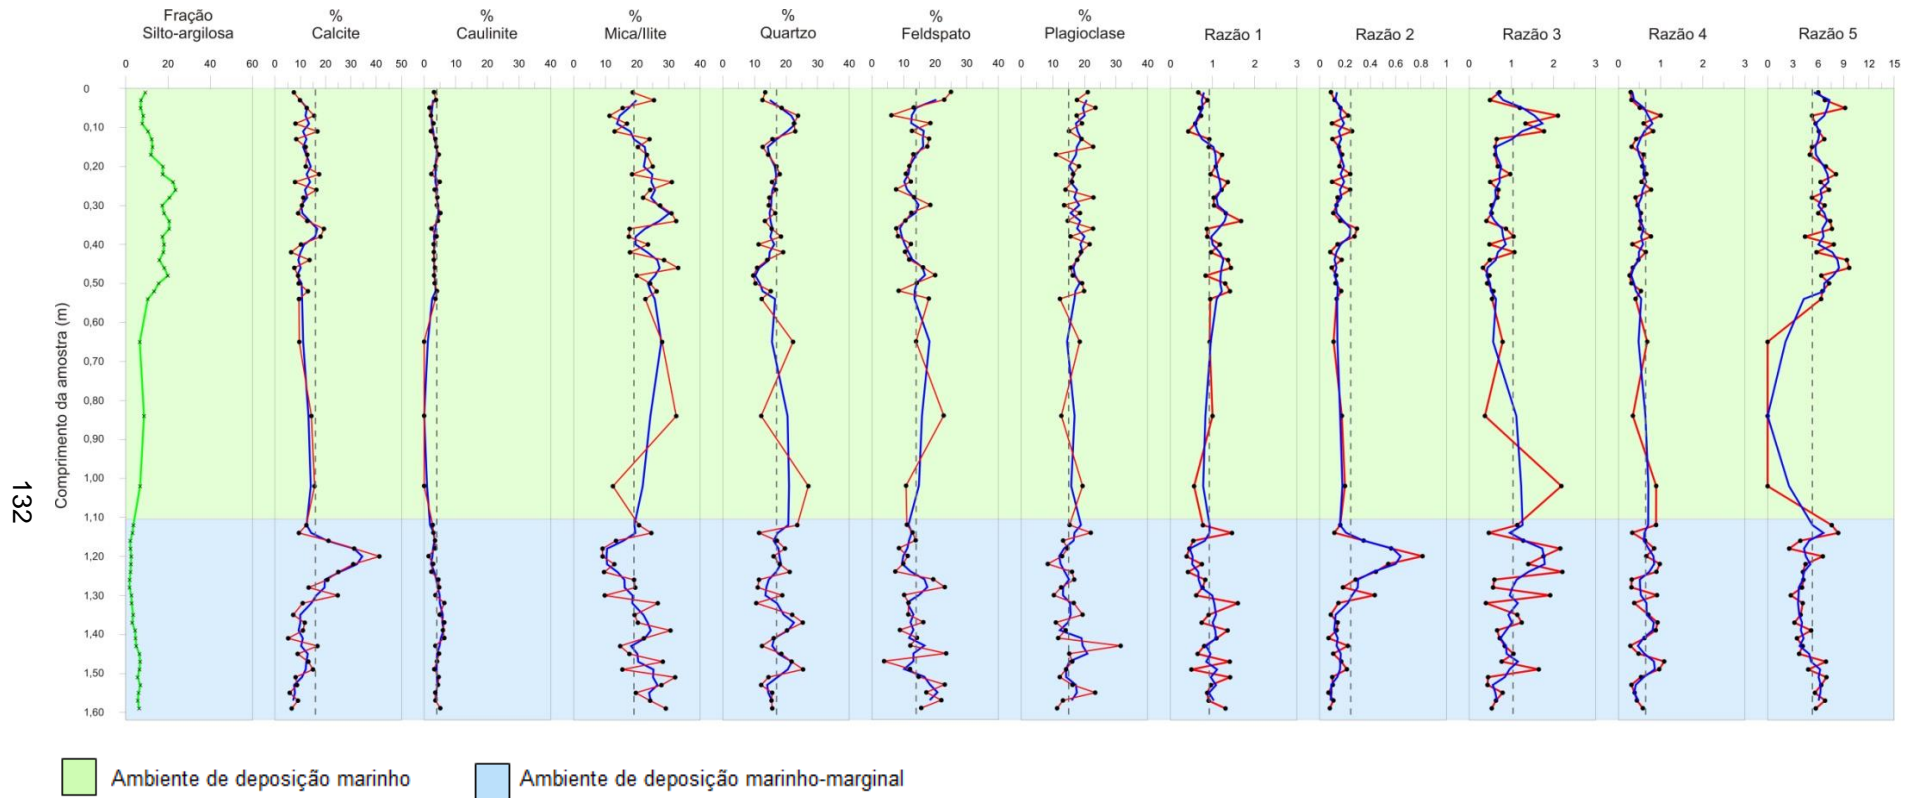 % % % % % %
Fração
Silto-argilosa Calcite Caulinite Mica/Ilite Quartzo Feldspato Plagioclase Razão 1 Razão 2 Razão 3 Razão 4 Razão 5
0 20 40 60 0 10 20 30 40 50 0 10 20 30 40 0 10 20 30 40 0 10 20 30 40 0 10 20 30 40 0 10 20 30 40 0 1 2 3 0 0.2 0.4 0.6 0.8 1 0 1 2 3 0 1 3 0 3 6 9 12 15
0
0,10
0,20
0,30
0,40
0,50
0,60
0,70
0,80
0,90
1,00
1,10
1,20
1,30
1,40
1,50
1,60
Comprimento da amostra (m)
132
Ambiente de deposição marinho
Ambiente de deposição marinho-marginal